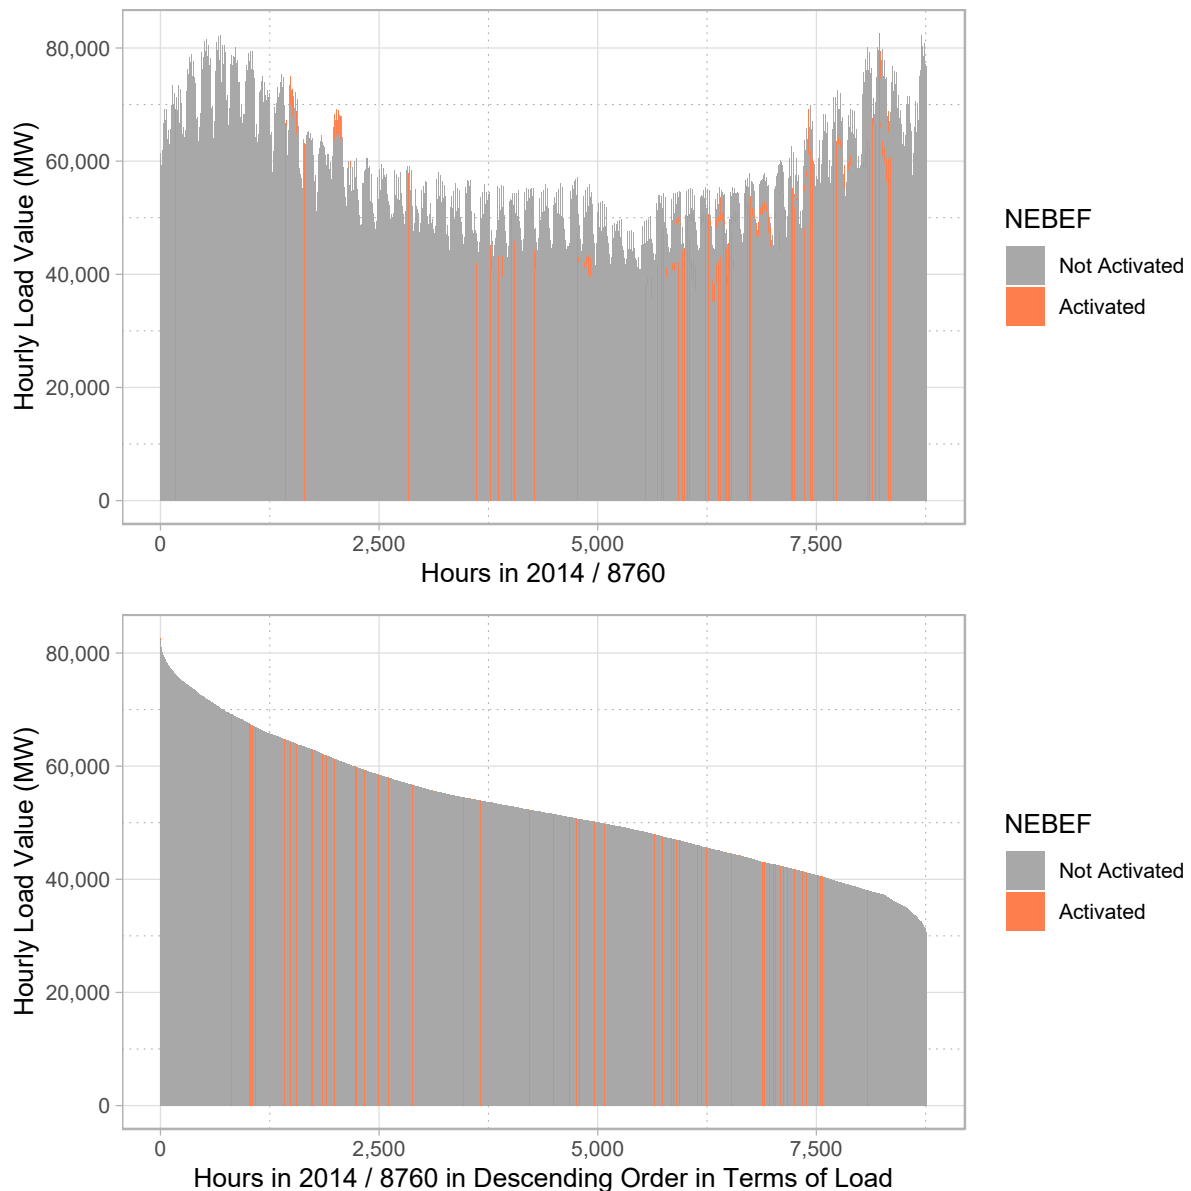 80,000
60,000
40,000
20,000
0
Hourly Load Value (MW)
0 2,500 5,000 7,500
Hours in 2014 / 8760
NEBEF
Not Activated
Activated
80,000
60,000
40,000
20,000
0
Hourly Load Value (MW)
0 2,500 5,000 7,500
Hours in 2014 / 8760 in Descending Order in Terms of Load
NEBEF
Not Activated
Activated